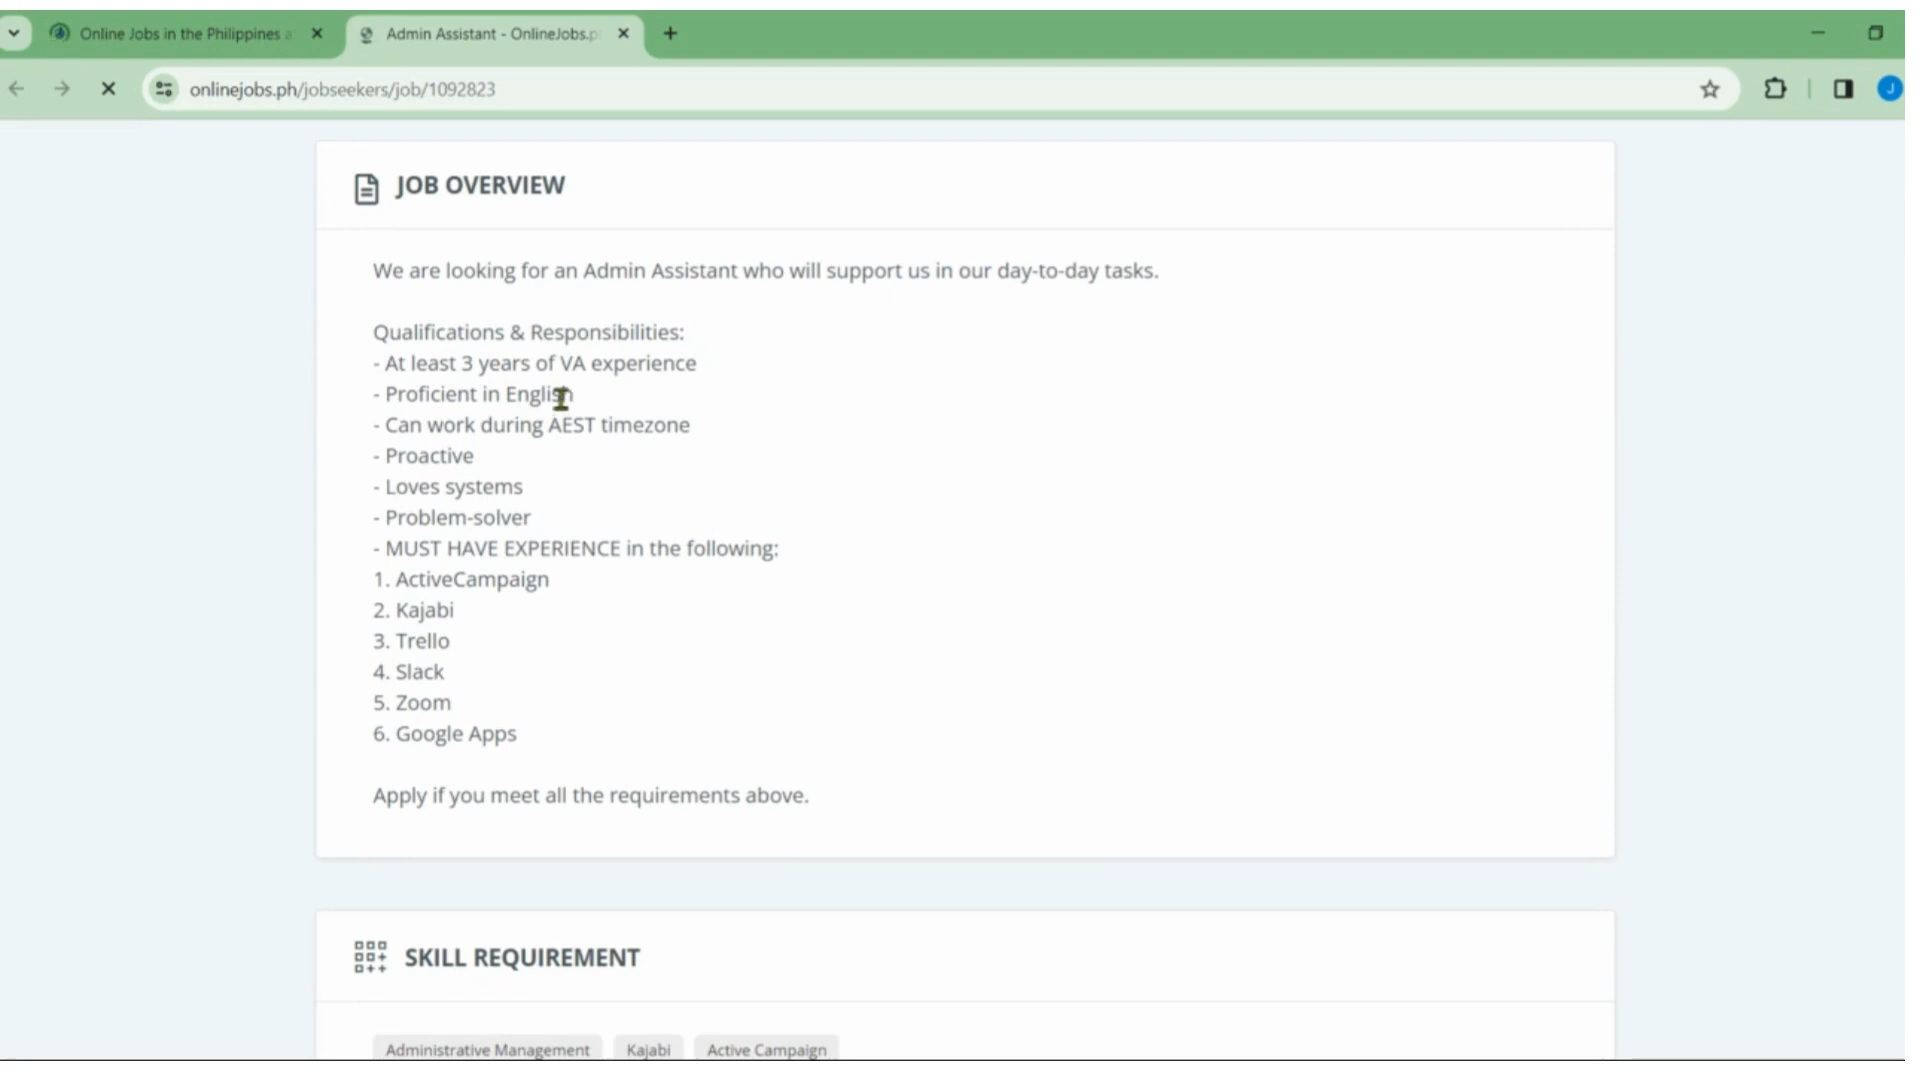 Online Jobs in the Philippines a
Admin Assistant - OnlineJobs.p
onlinejobs.ph/jobseekers/job/1092823
J
JOB OVERVIEW
We are looking for an Admin Assistant who will support us in our day-to-day tasks.
Qualifications & Responsibilities:
- At least 3 years of VA experience
- Proficient in English
- Can work during AEST timezone
- Proactive
- Loves systems
- Problem-solver
- MUST HAVE EXPERIENCE in the following:
1. ActiveCampaign
2. Kajabi
3. Trello
4. Slack
5. Zoom
6. Google Apps
Apply if you meet all the requirements above.
SKILL REQUIREMENT
Administrative Management Kajabi Active Campaign